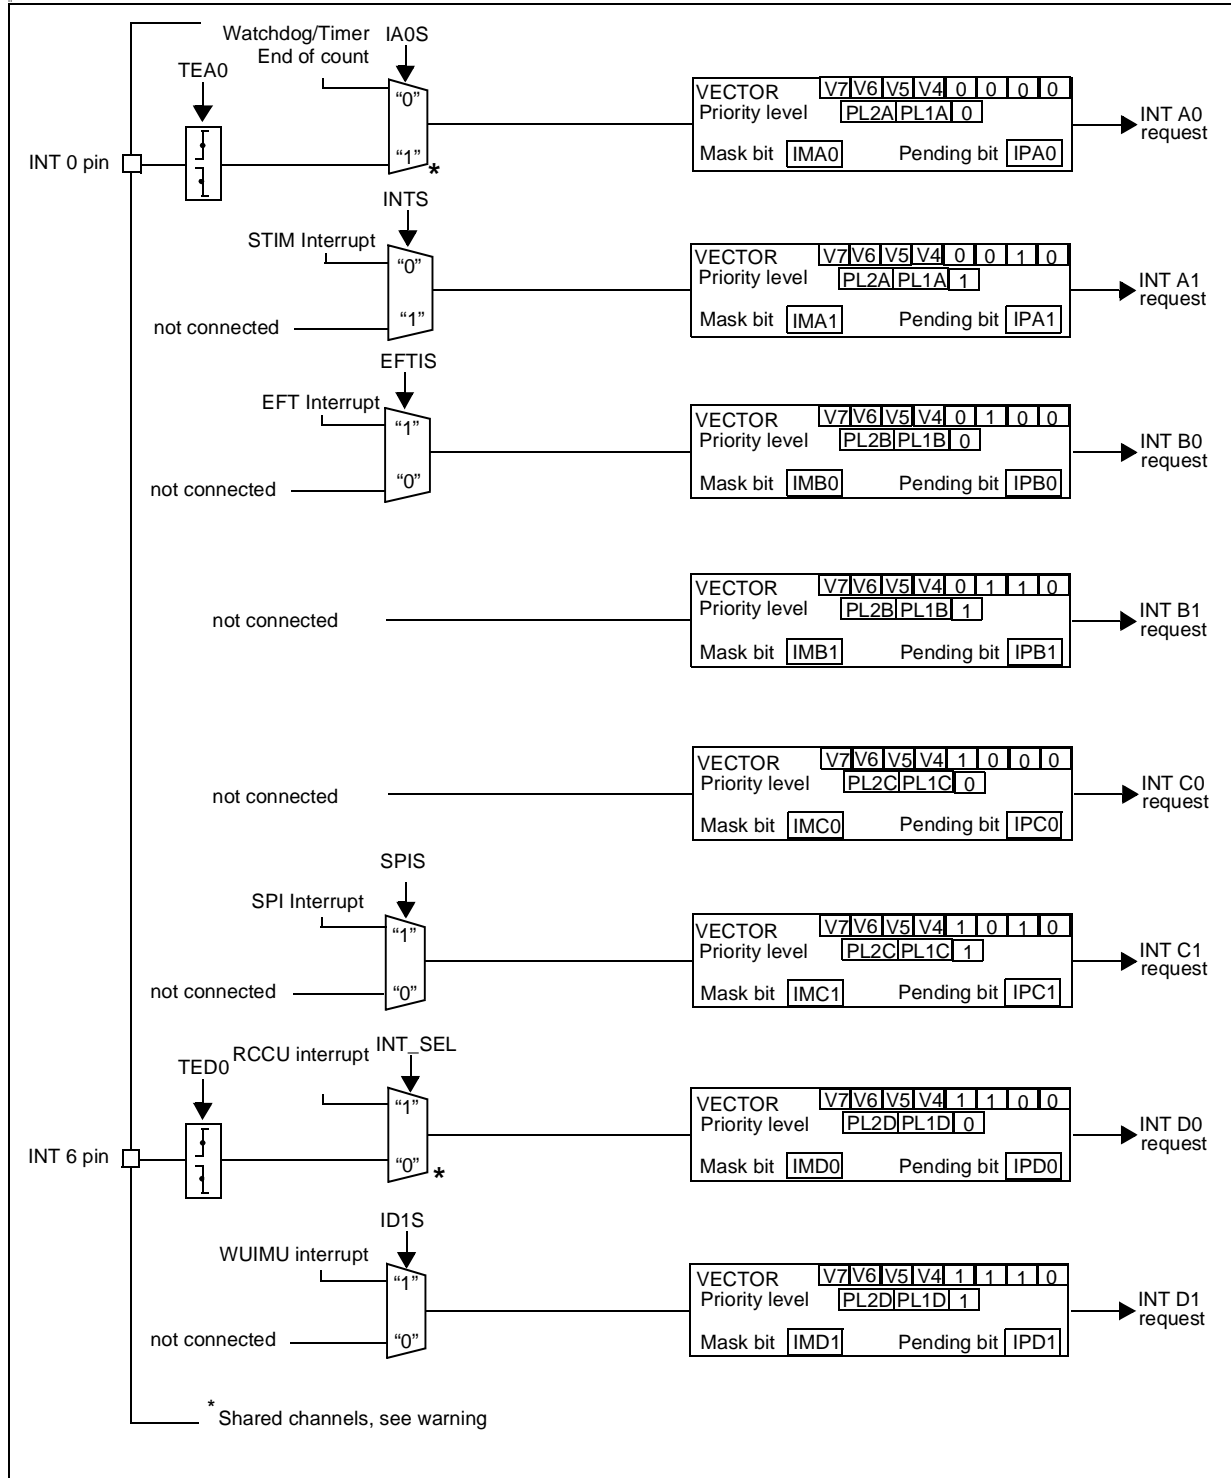 Watchdog/Timer IA0S
End of count
TEA0
“0”
VECTOR V7 V6 V5 V4 0 0 0 0
Priority level PL2A PL1A 0
INT A0
request
INT 0 pin
“1”
*
Mask bit IMA0 Pending bit IPA0
INTS
STIM Interrupt
“0”
VECTOR V7 V6 V5 V4 0 0 1 0
Priority level PL2A PL1A 1
INT A1
request
not connected
“1”
Mask bit IMA1 Pending bit IPA1
EFTIS
EFT Interrupt
“1”
VECTOR V7 V6 V5 V4 0 1 0 0
Priority level PL2B PL1B 0
INT B0
request
not connected
“0”
Mask bit IMB0 Pending bit IPB0
VECTOR V7 V6 V5 V4 0 1 1 0
Priority level PL2B PL1B 1
not connected
INT B1
request
Mask bit IMB1 Pending bit IPB1
VECTOR V7 V6 V5 V4 1 0 0 0
Priority level PL2C PL1C 0
not connected
INT C0
request
Mask bit IMC0 Pending bit IPC0
SPIS
SPI Interrupt
“1”
VECTOR V7 V6 V5 V4 1 0 1 0
Priority level PL2C PL1C 1
INT C1
request
not connected
“0”
Mask bit IMC1 Pending bit IPC1
RCCU interrupt INT_SEL
TED0
“1”
VECTOR V7 V6 V5 V4 1 1 0 0
Priority level PL2D PL1D 0
INT D0
request
INT 6 pin
“0”
*
Mask bit IMD0 Pending bit IPD0
ID1S
WUIMU interrupt
“1”
VECTOR V7 V6 V5 V4 1 1 1 0
Priority level PL2D PL1D 1
INT D1
request
not connected
“0”
Mask bit IMD1 Pending bit IPD1
* Shared channels, see warning